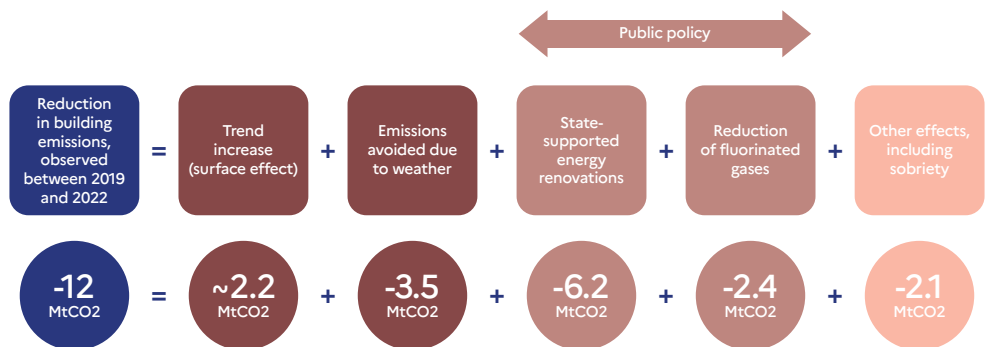 Public policy
Reduction
in building
emissions,
observed
between 2019
and 2022
=
Trend
increase
(surface effect)
+
Emissions
avoided due
to weather
+
State-
supported
energy
renovations
+
Reduction
of fluorinated
gases
+
Other effects,
including
sobriety
-12
MtCO2
=
~2.2
MtCO2
+
-3.5
MtCO2
+
-6.2
MtCO2
+
-2.4
MtCO2
+
-2.1
MtCO2